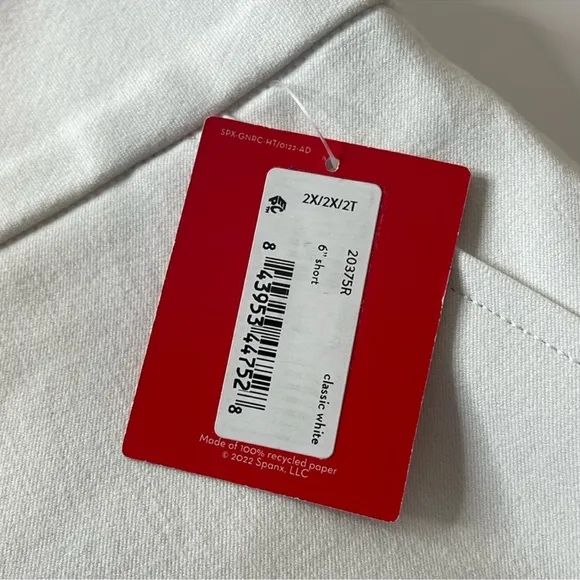 SPX-GNRC-HT/0122-AD
2X/2X/2T
20375R
6" short
classic white
8 43953 44752 8
Made of 100% recycled paper
© 2022 Spanx, LLC